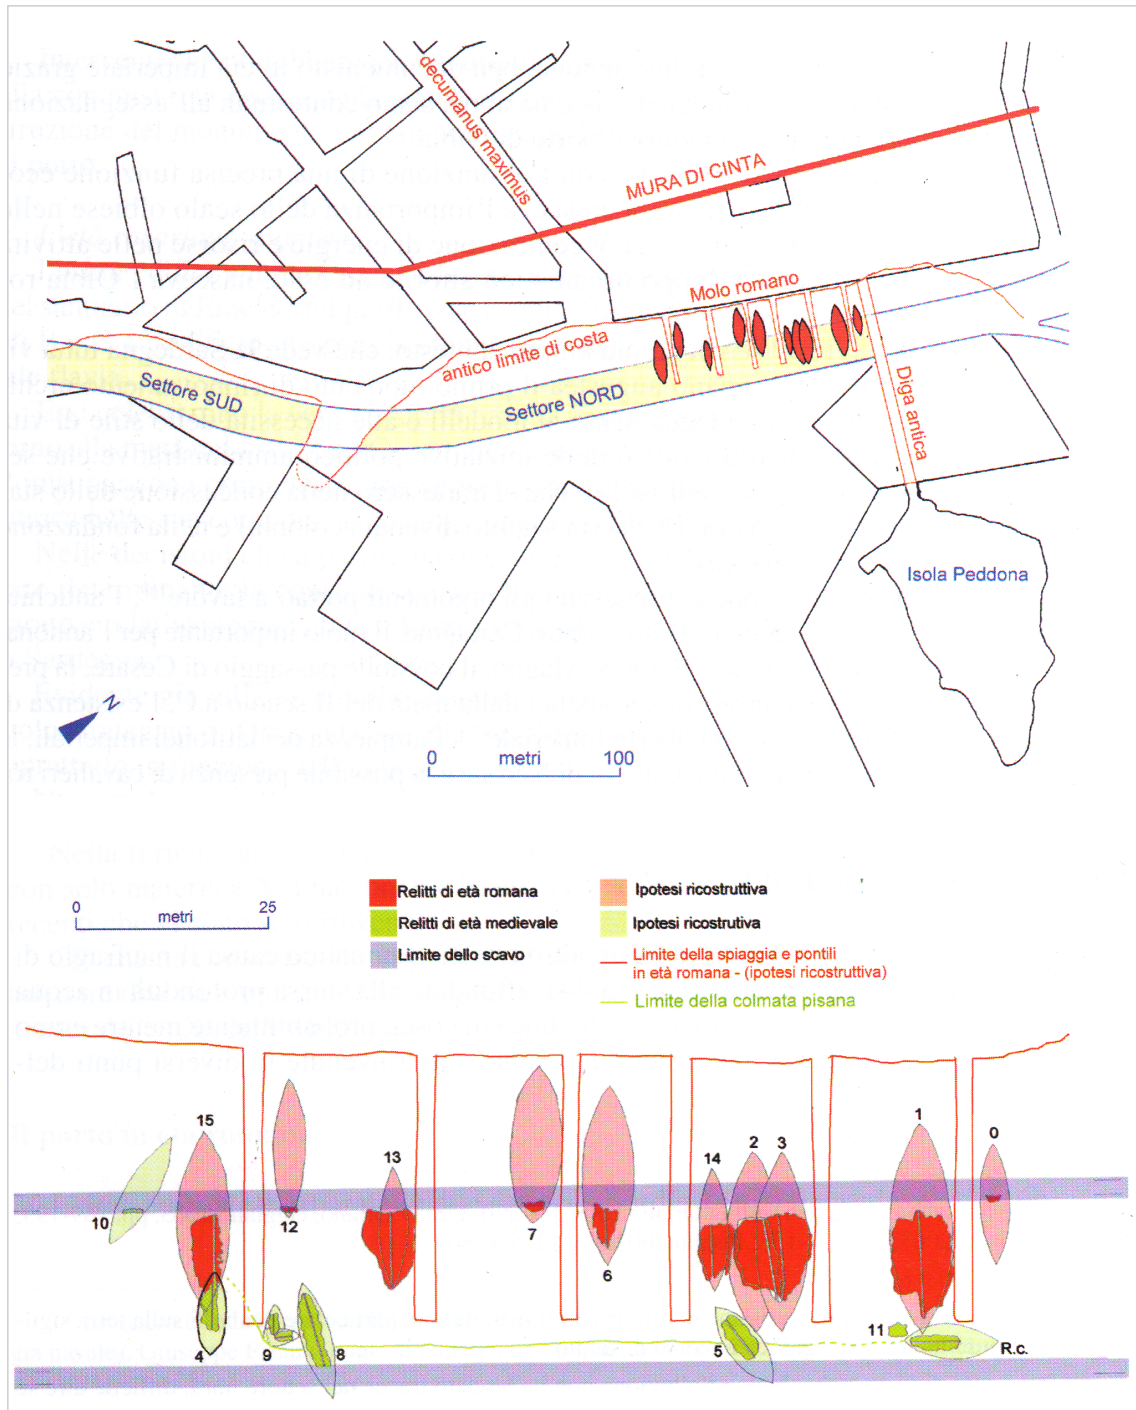 decumanus maximus
MURA DI CINTA
Molo romano
antico limite di costa
Settore SUD
Settore NORD
Diga antica
Isola Peddona
N
0 metri 100
0 metri 25
Relitti di età romana
Relitti di età medievale
Limite dello scavo
Ipotesi ricostruttiva
Ipotesi ricostrutiva
Limite della spiaggia e pontili
in età romana - (ipotesi ricostruttiva)
Limite della colmata pisana
15
13
14
2
3
1
0
10
12
7
6
4
9
8
5
11
R.c.